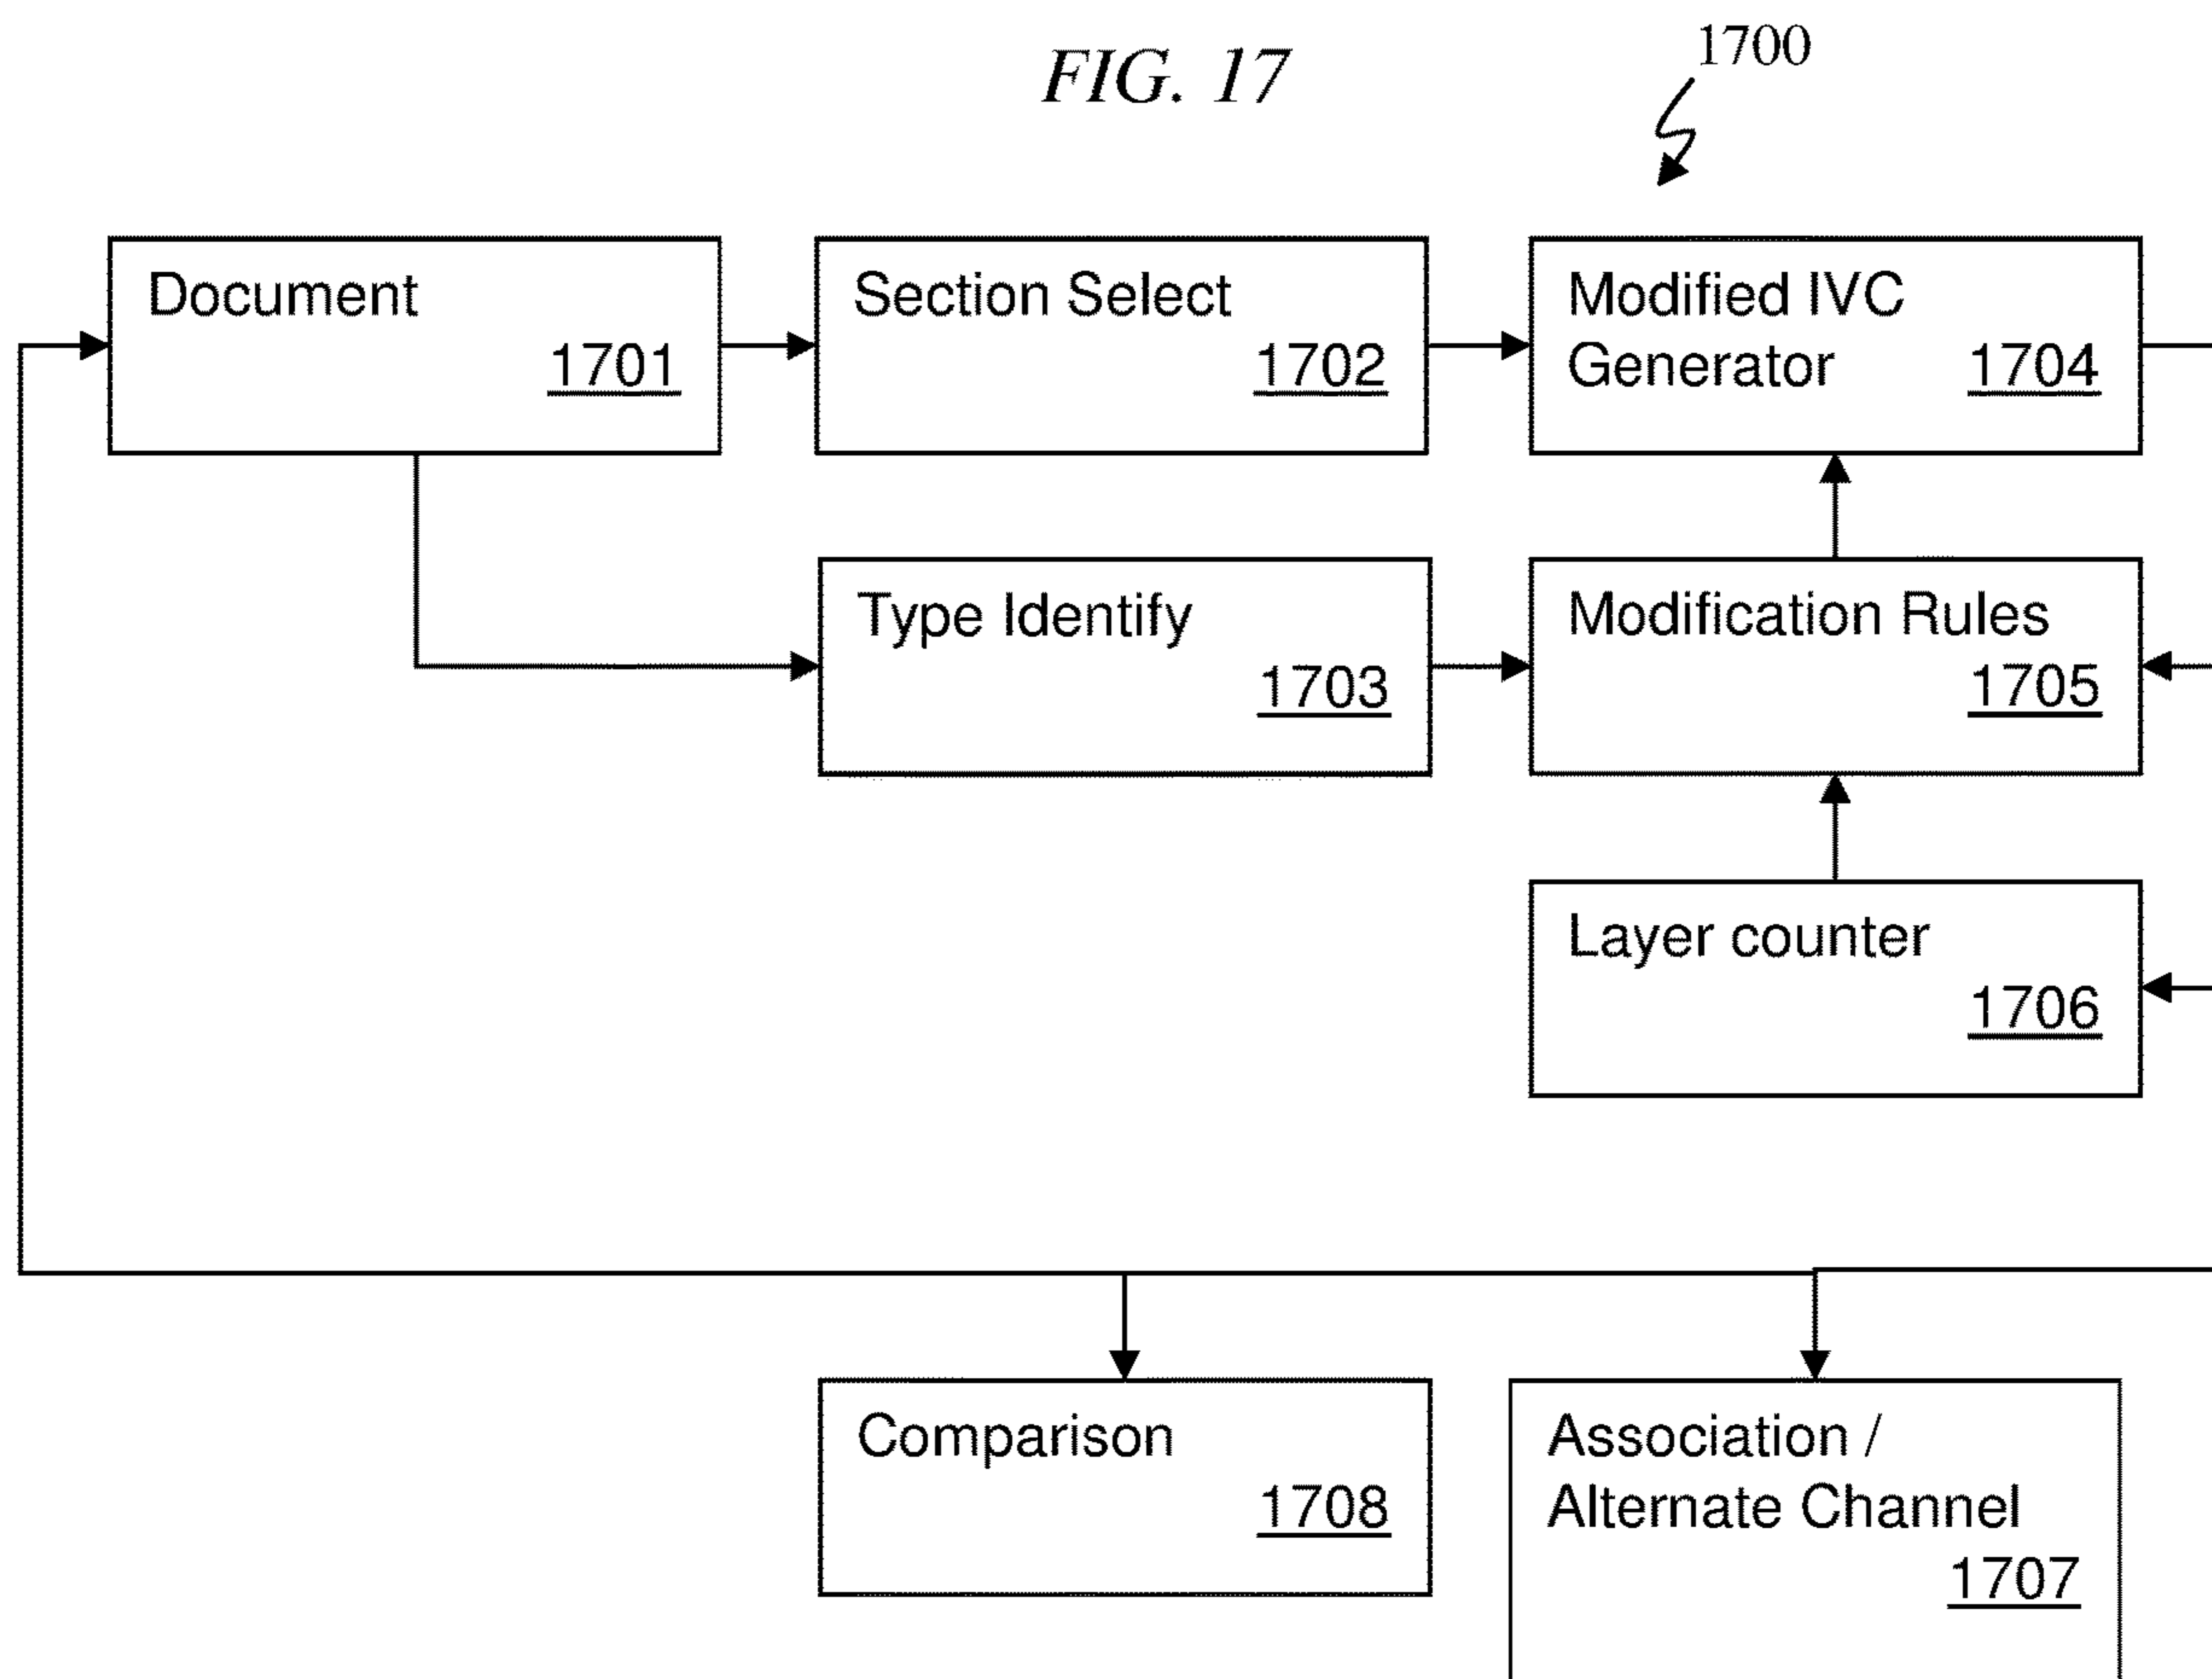 FIG. 17
1700
Document
1701
Section Select
1702
Modified IVC
Generator 1704
Type Identify
1703
Modification Rules
1705
Layer counter
1706
Comparison
1708
Association /
Alternate Channel
1707